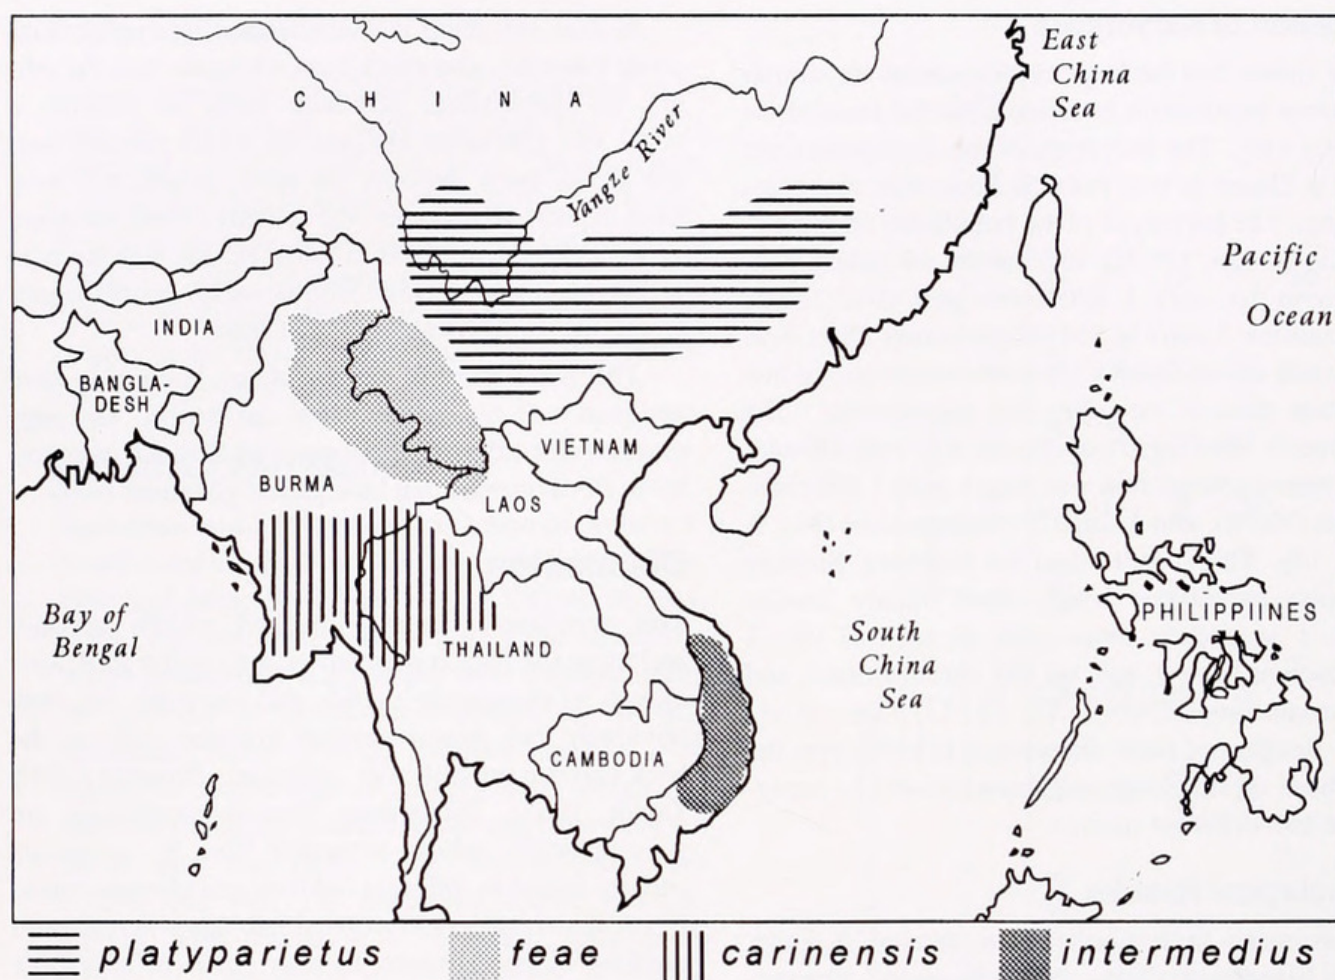 East
China
Sea
C H I N A
Yangze River
Pacific
Ocean
INDIA
BANGLA-
DESH
VIETNAM
BURMA
LAOS
Bay of
Bengal
PHILIPPIINES
South
China
Sea
THAILAND
CAMBODIA
platyparietus feae carinensis intermedius